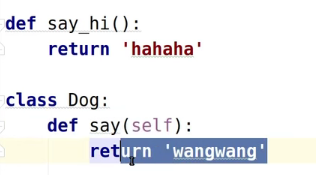 def say_hi():
    return 'hahaha'
class Dog:
    def say(self):
        return 'wangwang'